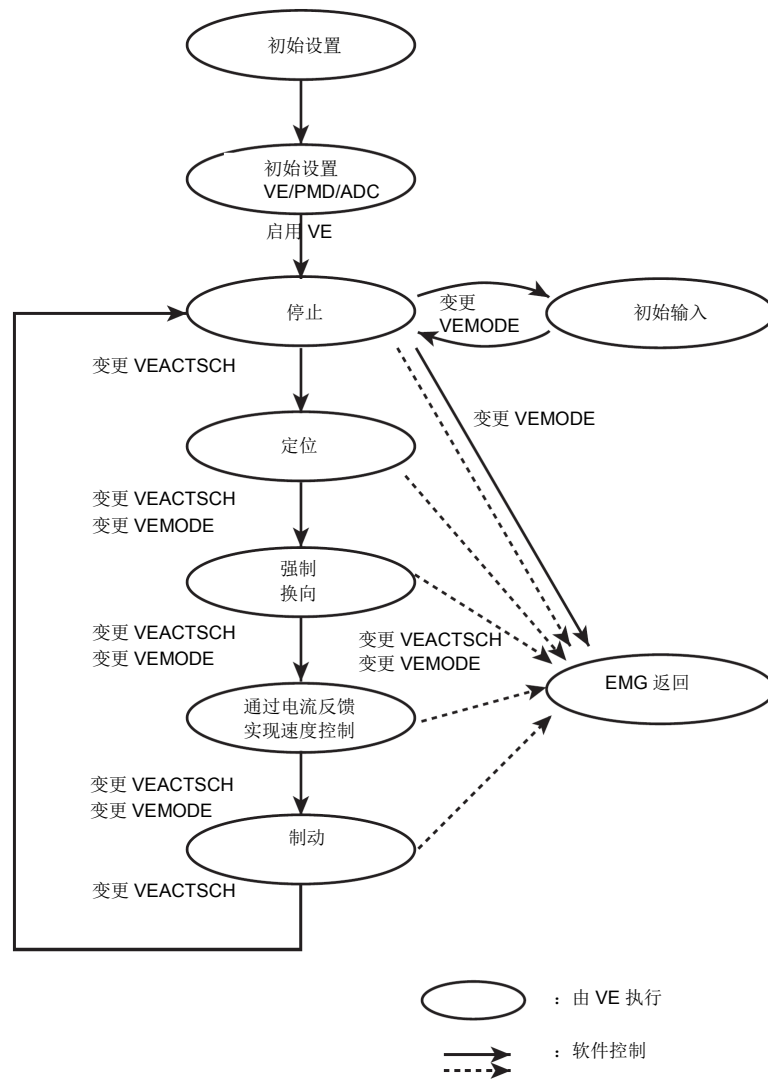 初始设置
初始设置
VE/PMD/ADC
启用 VE
停止
变更
VEMODE
初始输入
变更 VEACTSCH
变更 VEMODE
定位
变更 VEACTSCH
变更 VEMODE
强制
换向
变更 VEACTSCH
变更 VEMODE
变更 VEACTSCH
变更 VEMODE
EMG 返回
通过电流反馈
实现速度控制
变更 VEACTSCH
变更 VEMODE
制动
变更 VEACTSCH
：由 VE 执行
：软件控制